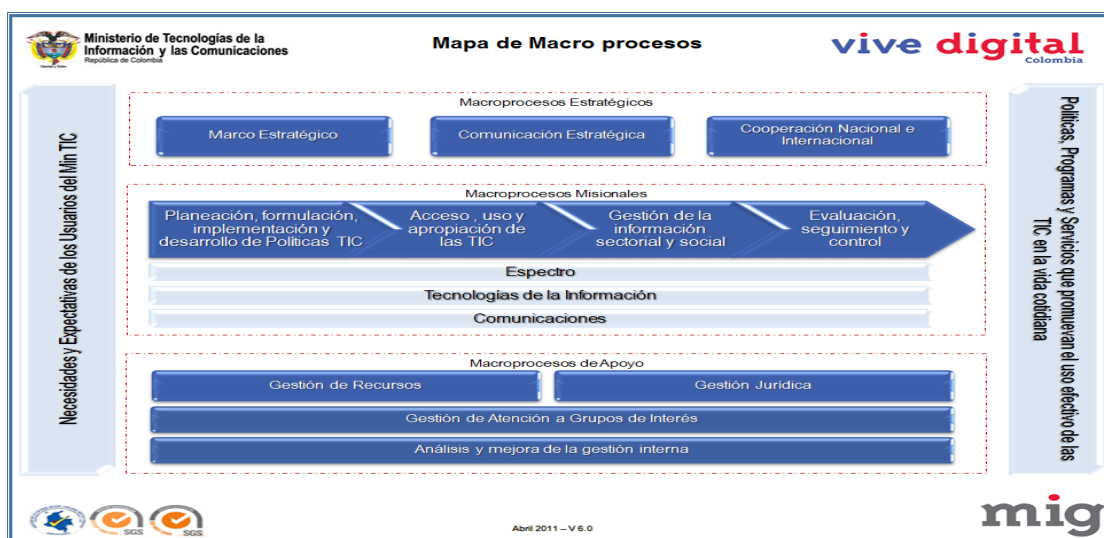 Ministerio de Tecnologías de la
Información y las Comunicaciones
República de Colombia
Mapa de Macro procesos
vive digital
Colombia
Necesidades y Expectativas de los Usuarios del Min TIC
Macroprocesos Estratégicos
Marco Estratégico
Comunicación Estratégica
Cooperación Nacional e
Internacional
Macroprocesos Misionales
Planeación, formulación,
implementación y
desarrollo de Politicas TIC
Acceso , uso y
apropiación de
las TIC
Gestión de la
información
sectorial y social
Evaluación,
seguimiento y
control
Espectro
Tecnologías de la Información
Comunicaciones
Macroprocesos de Apoyo
Gestión de Recursos
Gestión Jurídica
Gestión de Atención a Grupos de Interés
Análisis y mejora de la gestión interna
Políticas, Programas y Servicios que promuevan el uso efectivo de las
TIC en la vida cotidiana
SGS
SGS
Abril 2011 – V 6.0
mig